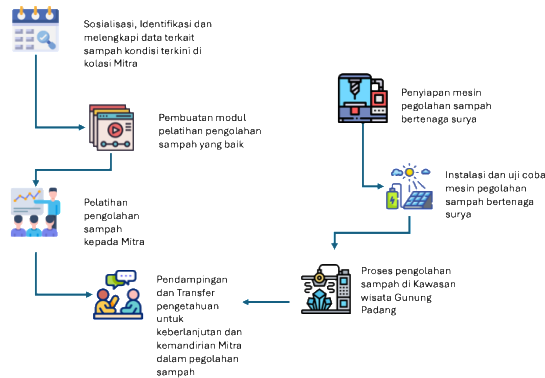 Sosialisasi, Identifikasi dan
melengkapi data terkait
sampah kondisi terkini di
kolasi Mitra
Pembuatan modul
pelatihan pengolahan
sampah yang baik
Pelatihan
pengolahan
sampah
kepada Mitra
Pendampingan
dan Transfer
pengetahuan
untuk
keberlanjutan dan
kemandirian Mitra
dalam pegolahan
sampah
Penyiapan mesin
pegolahan sampah
bertenaga surya
Instalasi dan uji coba
mesin pegolahan
sampah bertenaga
surya
Proses pengolahan
sampah di Kawasan
wisata Gunung
Padang